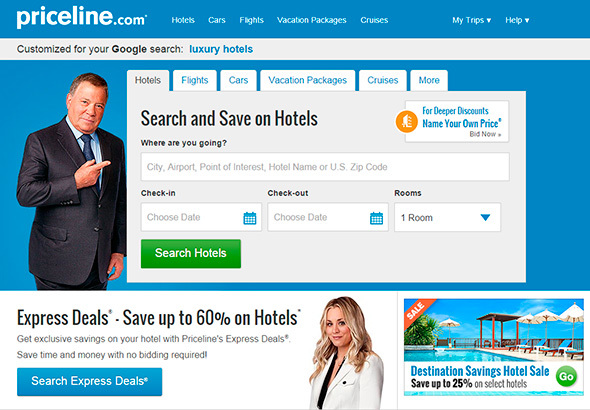 priceline.com®
Hotels Cars Flights Vacation Packages Cruises My Trips ▾ Help ▾
Customized for your Google search: luxury hotels
Hotels Flights Cars Vacation Packages Cruises More
Search and Save on Hotels
For Deeper Discounts
Name Your Own Price®
Bid Now »
Where are you going?
City, Airport, Point of Interest, Hotel Name or U.S. Zip Code
Check-in Check-out Rooms
Choose Date Choose Date 1 Room
Search Hotels
Express Deals® - Save up to 60% on Hotels*
Get exclusive savings on your hotel with Priceline's Express Deals®.
Save time and money with no bidding required!
Search Express Deals®
SALE
Destination Savings Hotel Sale
Save up to 25% on select hotels
Go